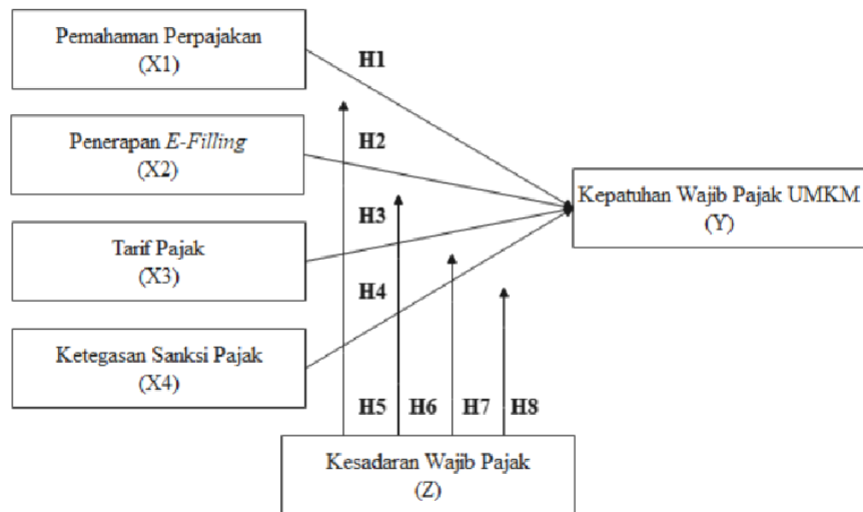 Pemahaman Perpajakan
(X1)
H1
Penerapan E-Filling
(X2)
H2
Kepatuhan Wajib Pajak UMKM
(Y)
H3
Tarif Pajak
(X3)
H4
Ketegasan Sanksi Pajak
(X4)
H5 H6 H7 H8
Kesadaran Wajib Pajak
(Z)